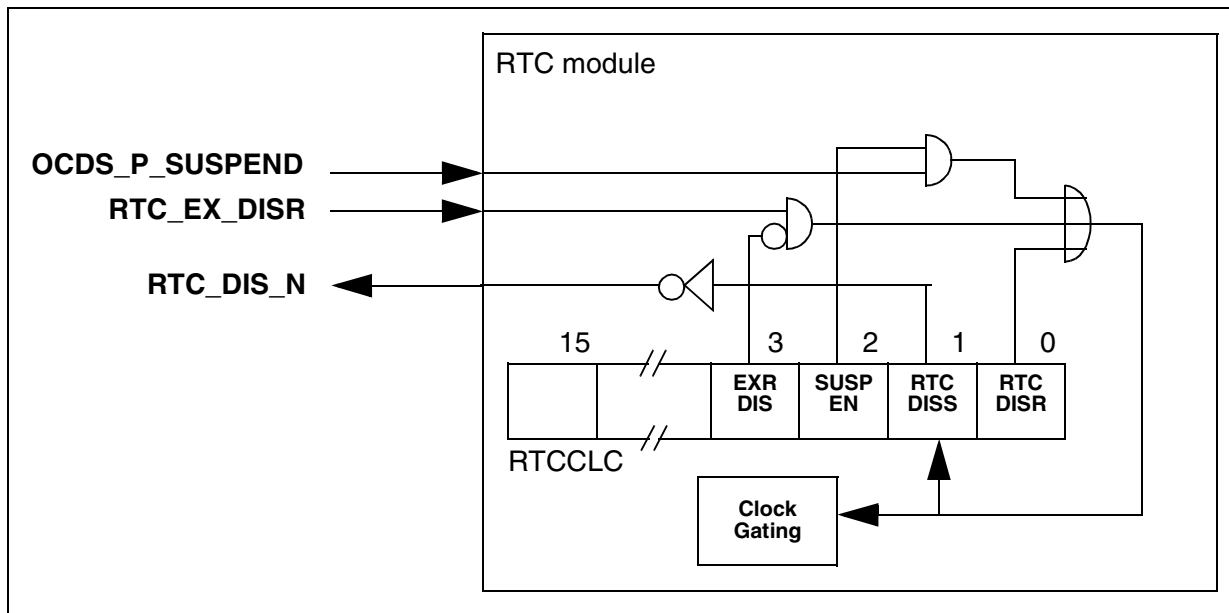 RTC module
OCDS_P_SUSPEND
RTC_EX_DISR
RTC_DIS_N
15 // 3 2 1 0
EXR DIS
SUSP EN
RTC DISS
RTC DISR
//
RTCCLC
Clock
Gating